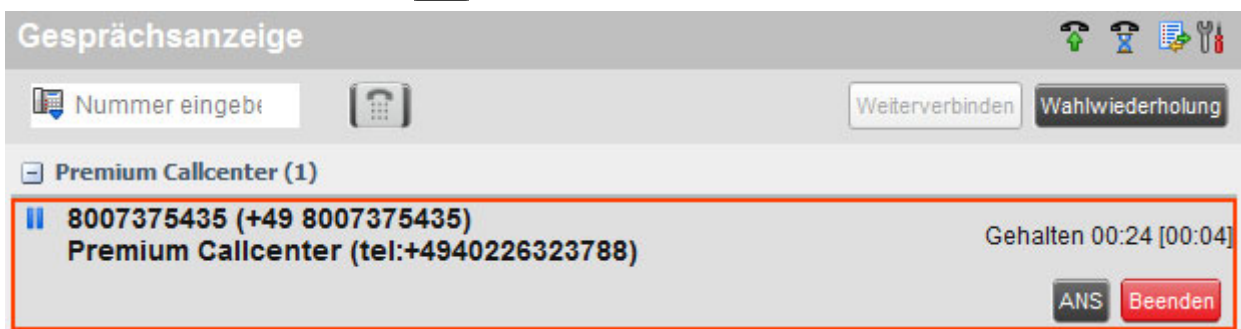 Gesprächsanzeige
Nummer eingebe
Weiterverbinden Wahlwiederholung
Premium Callcenter (1)
8007375435 (+49 8007375435)
Premium Callcenter (tel:+4940226323788)
Gehalten 00:24 [00:04]
ANS Beenden